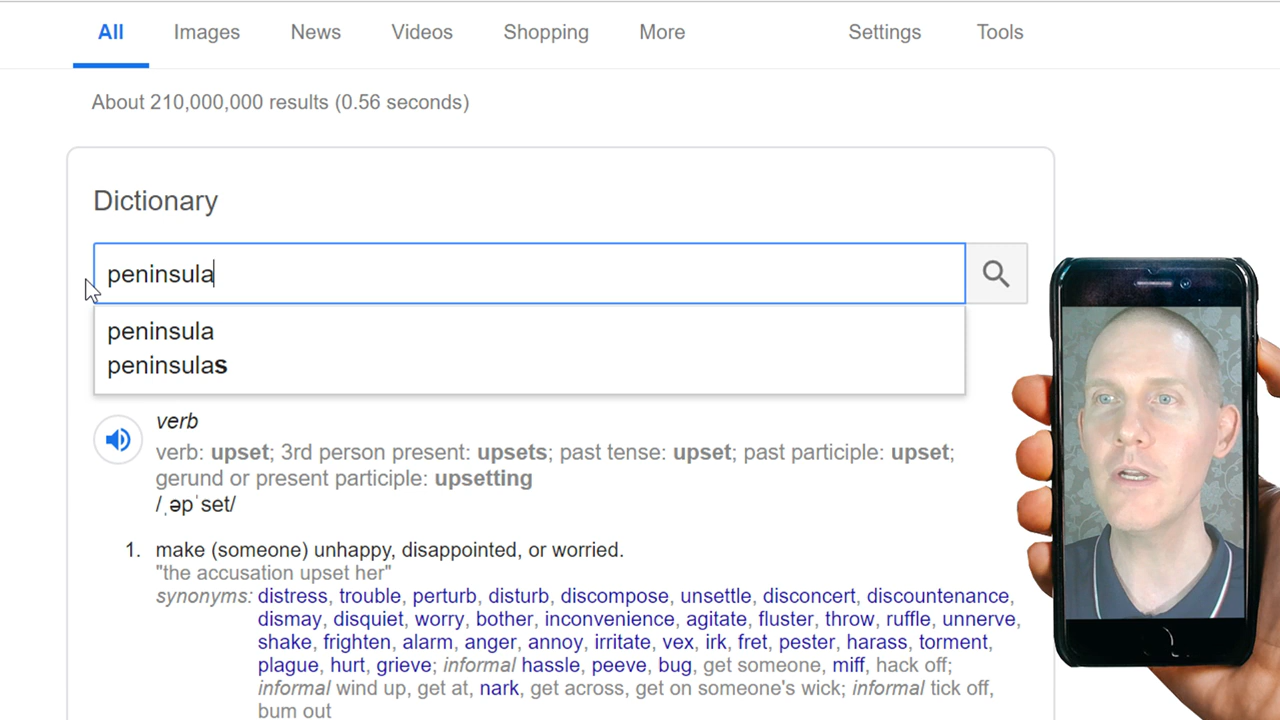 All Images News Videos Shopping More Settings Tools
About 210,000,000 results (0.56 seconds)
Dictionary
peninsula
peninsula
peninsulas
verb
verb: upset; 3rd person present: upsets; past tense: upset; past participle: upset;
gerund or present participle: upsetting
/ˌəpˈset/
1. make (someone) unhappy, disappointed, or worried.
"the accusation upset her"
synonyms: distress, trouble, perturb, disturb, discompose, unsettle, disconcert, discountenance,
dismay, disquiet, worry, bother, inconvenience, agitate, fluster, throw, ruffle, unnerve,
shake, frighten, alarm, anger, annoy, irritate, vex, irk, fret, pester, harass, torment,
plague, hurt, grieve; informal hassle, peeve, bug, get someone, miff, hack off;
informal wind up, get at, nark, get across, get on someone's wick; informal tick off,
bum out